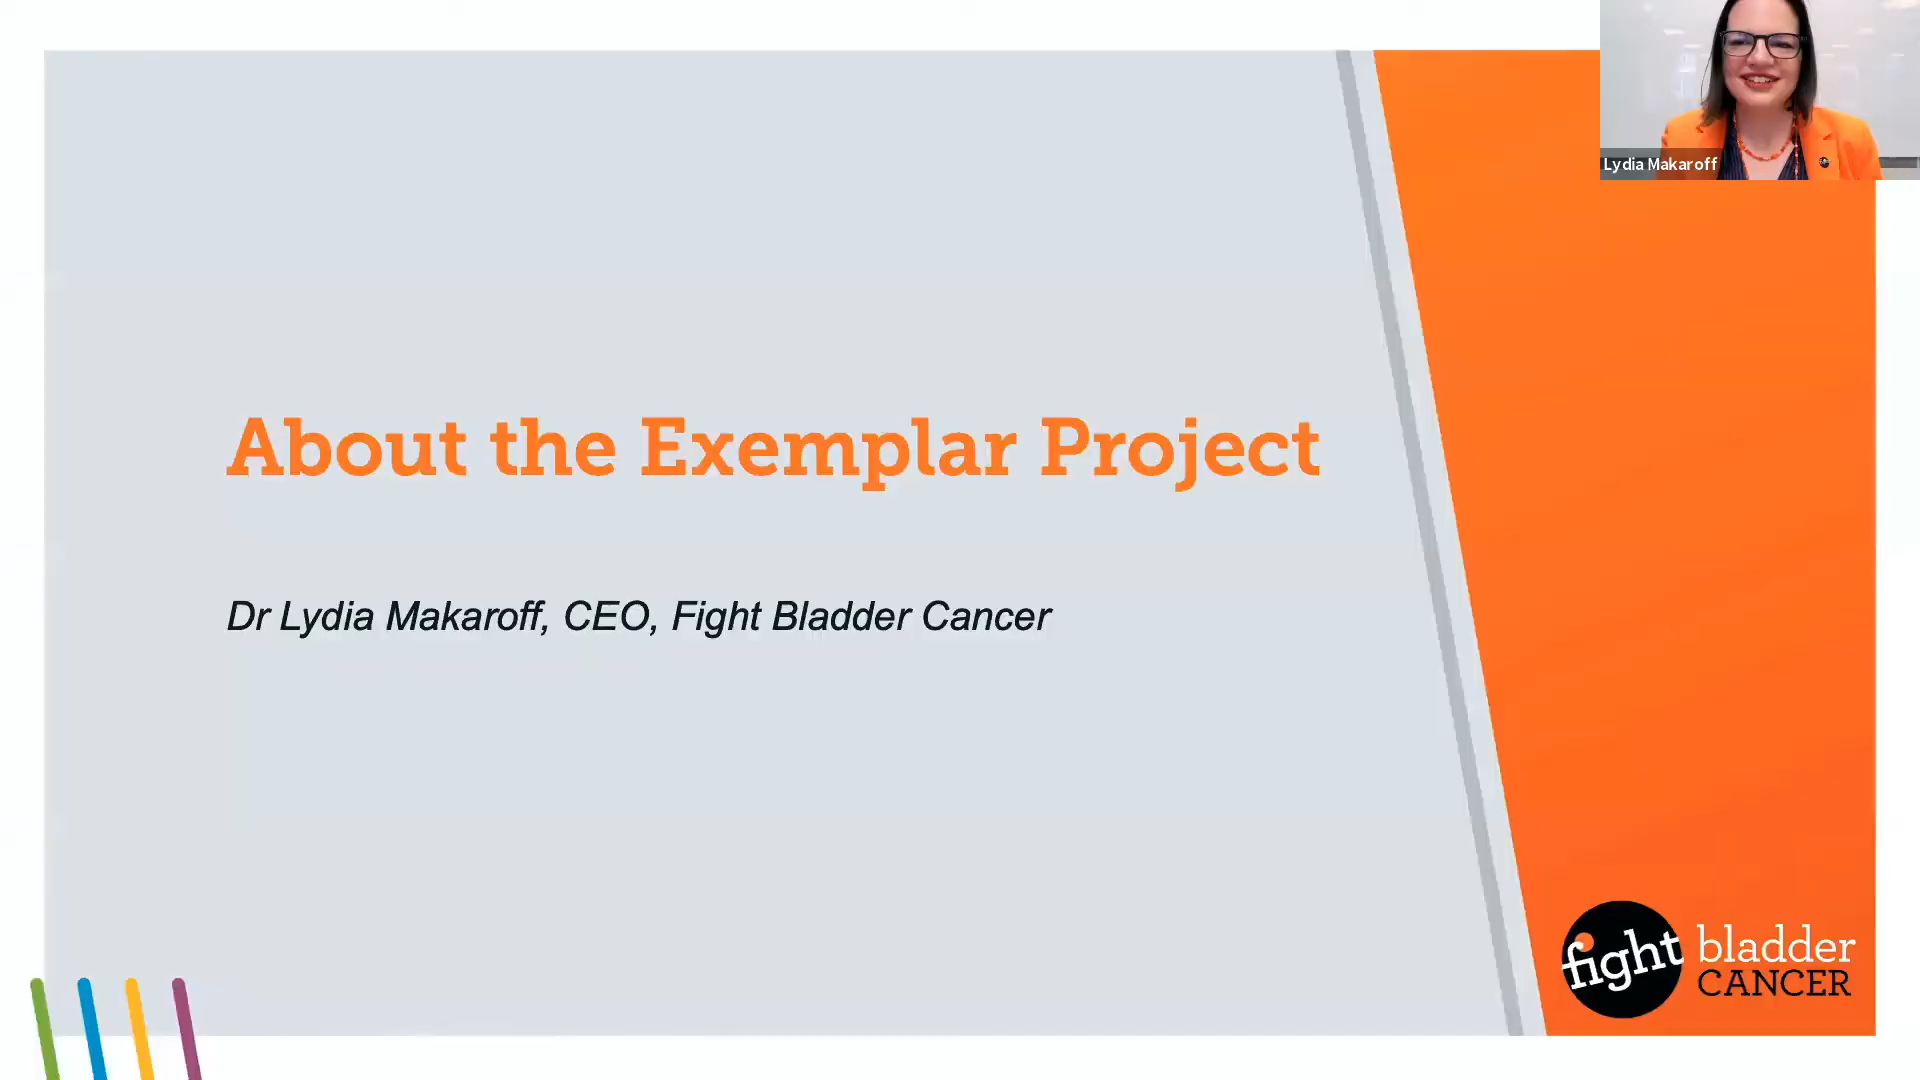 Lydia Makaroff
About the Exemplar Project
Dr Lydia Makaroff, CEO, Fight Bladder Cancer
fight bladder
CANCER